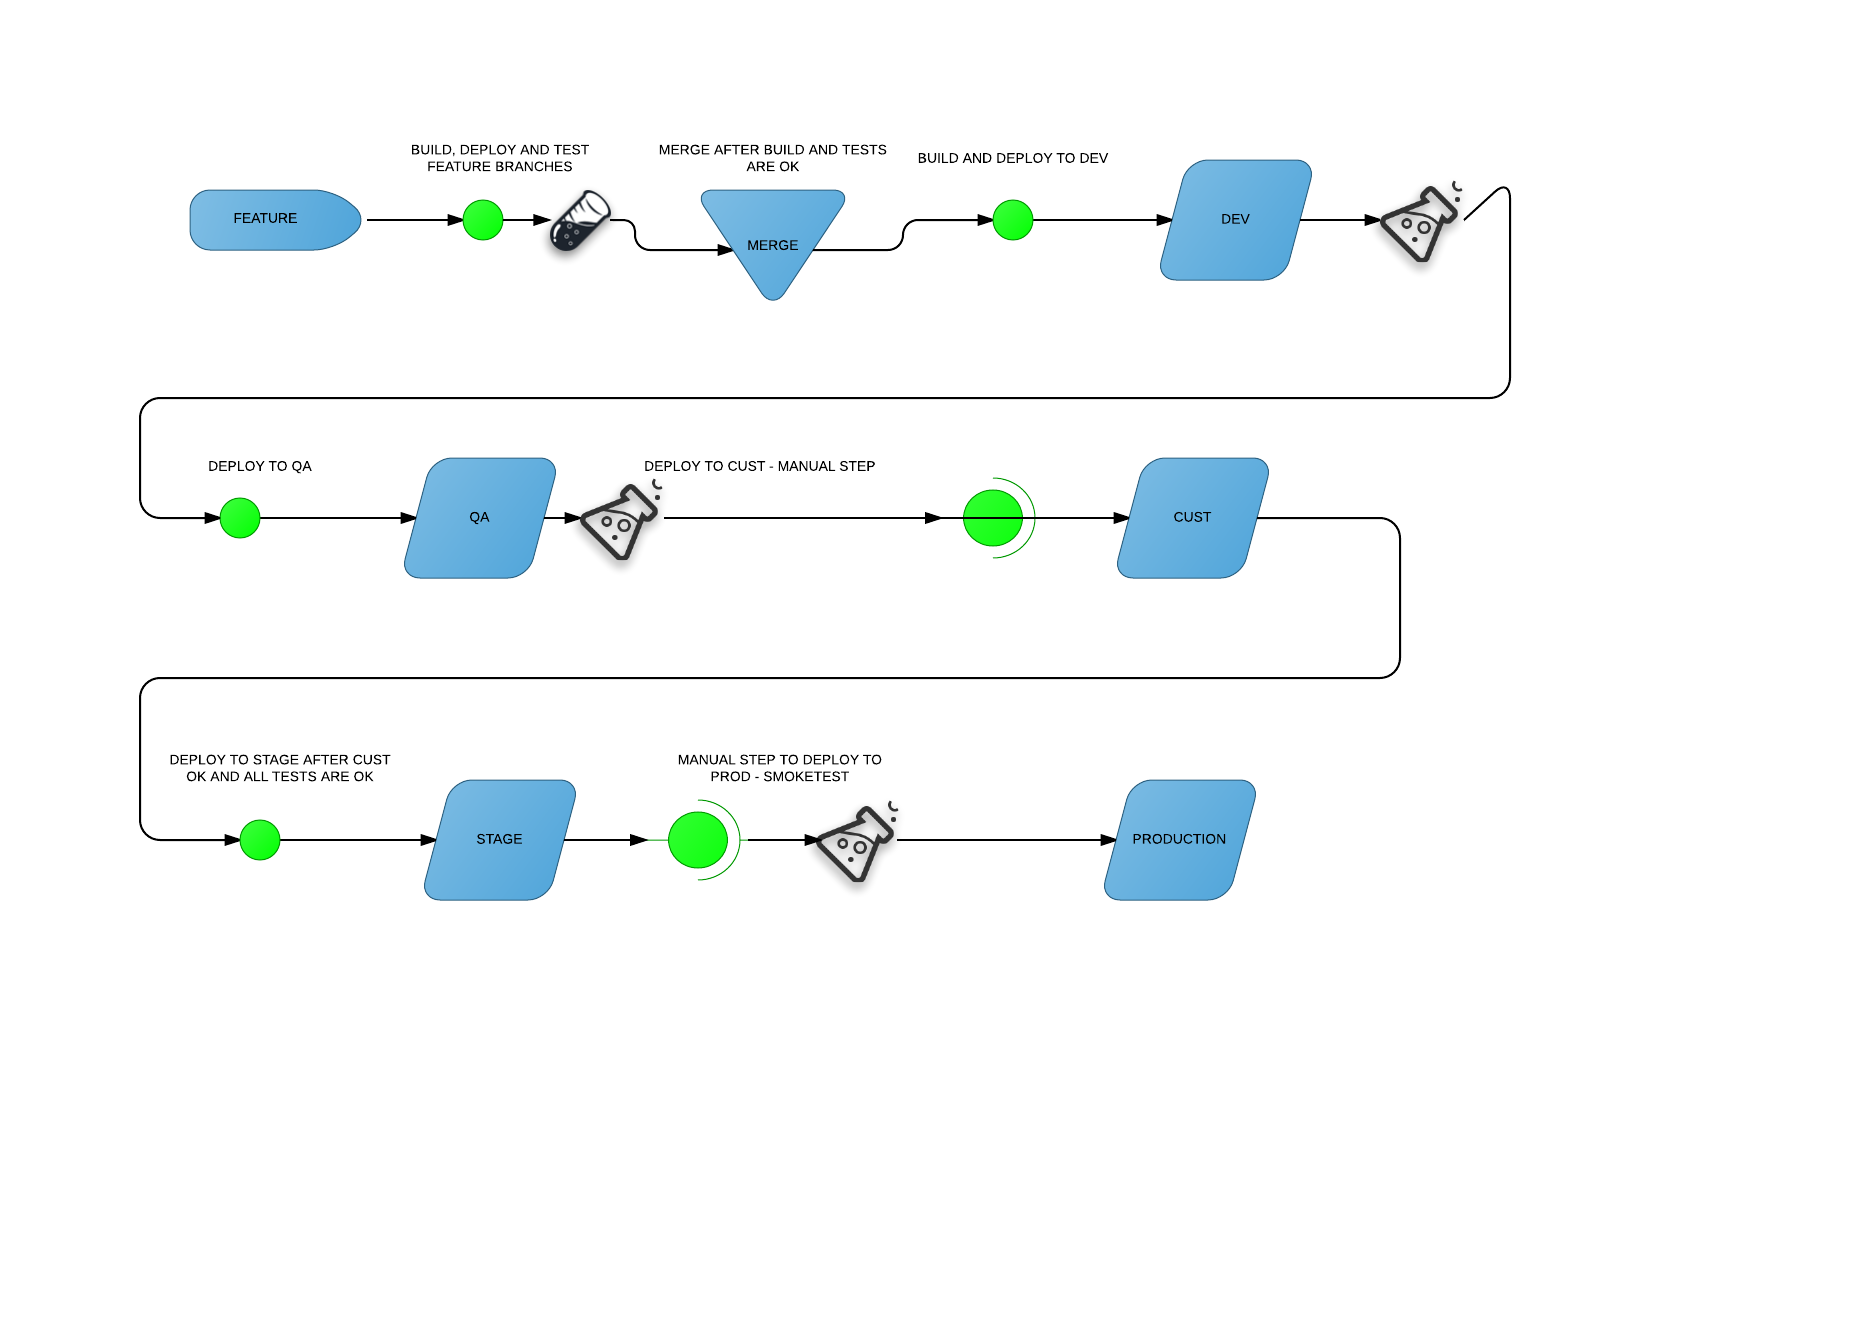 BUILD, DEPLOY AND TEST
FEATURE BRANCHES
MERGE AFTER BUILD AND TESTS
ARE OK
BUILD AND DEPLOY TO DEV
FEATURE
MERGE
DEV
DEPLOY TO QA
DEPLOY TO CUST - MANUAL STEP
QA
CUST
DEPLOY TO STAGE AFTER CUST
OK AND ALL TESTS ARE OK
MANUAL STEP TO DEPLOY TO
PROD - SMOKETEST
STAGE
PRODUCTION